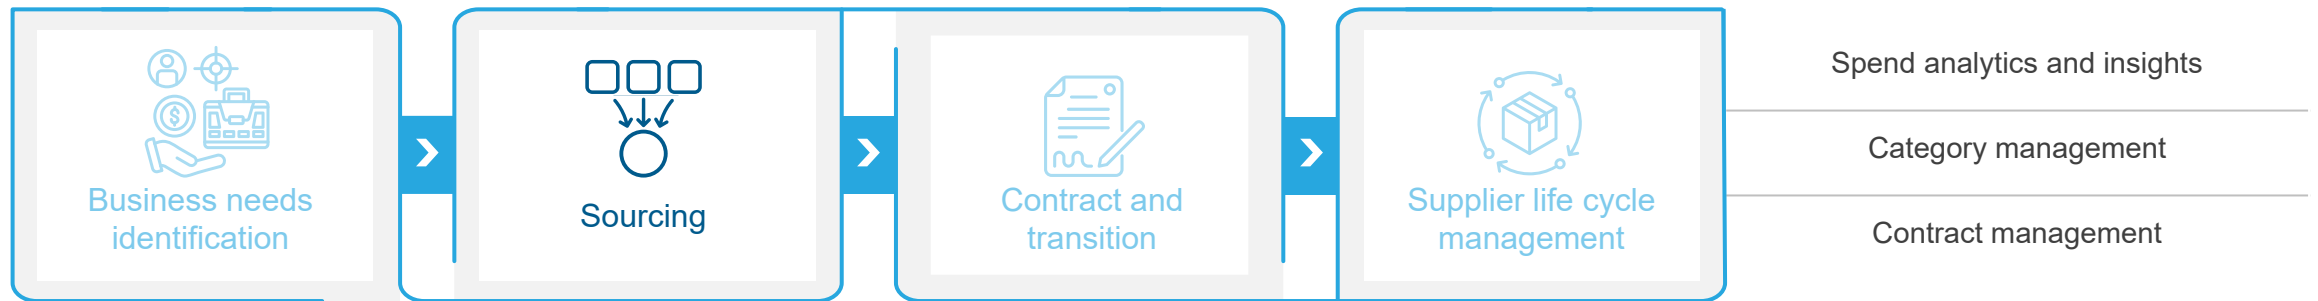 Business needs
identification
Sourcing
Contract and
transition
Supplier life cycle
management
Spend analytics and insights
Category management
Contract management